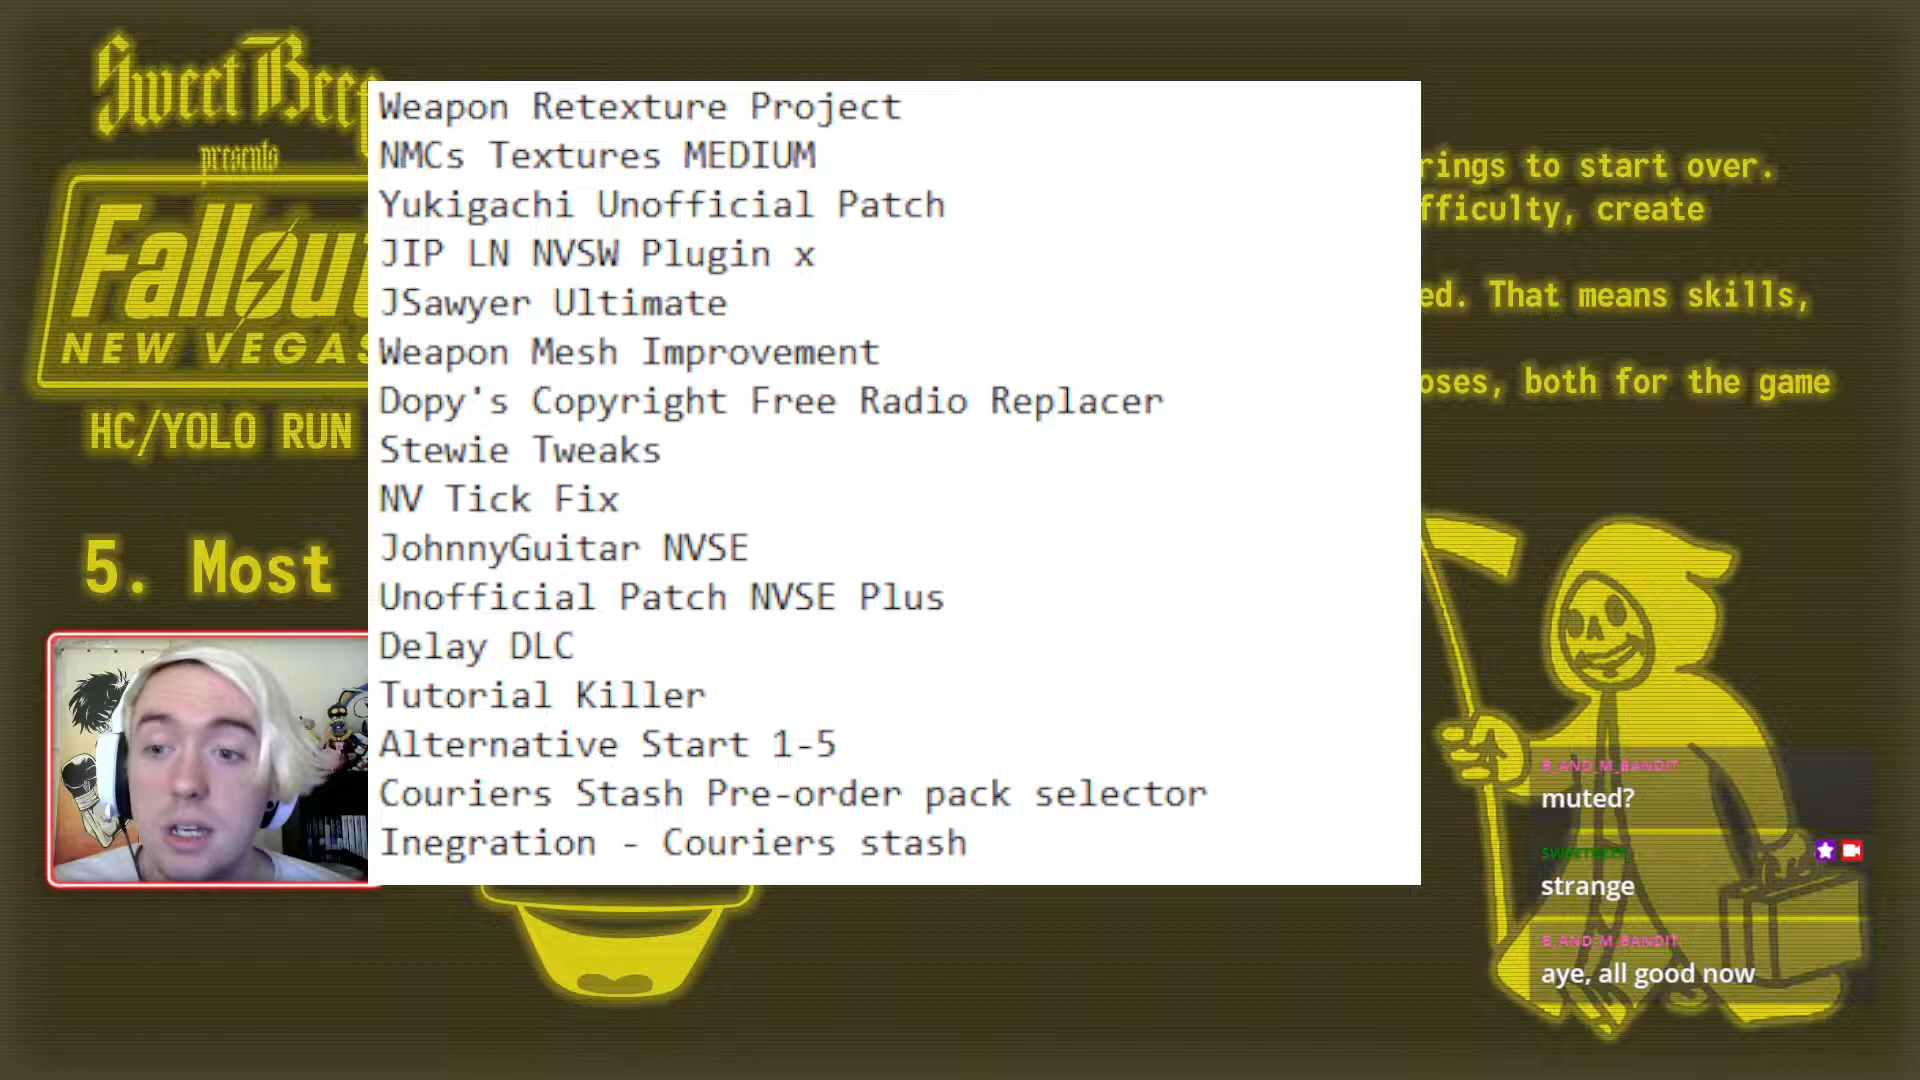 Sweet Bee
presents
Fallout
NEW VEGAS
HC/YOLO RUN
5. Most
Weapon Retexture Project
NMCs Textures MEDIUM
Yukigachi Unofficial Patch
JIP LN NVSW Plugin x
JSawyer Ultimate
Weapon Mesh Improvement
Dopy's Copyright Free Radio Replacer
Stewie Tweaks
NV Tick Fix
JohnnyGuitar NVSE
Unofficial Patch NVSE Plus
Delay DLC
Tutorial Killer
Alternative Start 1-5
Couriers Stash Pre-order pack selector
Inegration - Couriers stash
rings to start over.
fficulty, create
ed. That means skills,
oses, both for the game
B_AND_M_BANDIT
muted?
SWEETBEEF
strange
B_AND_M_BANDIT
aye, all good now